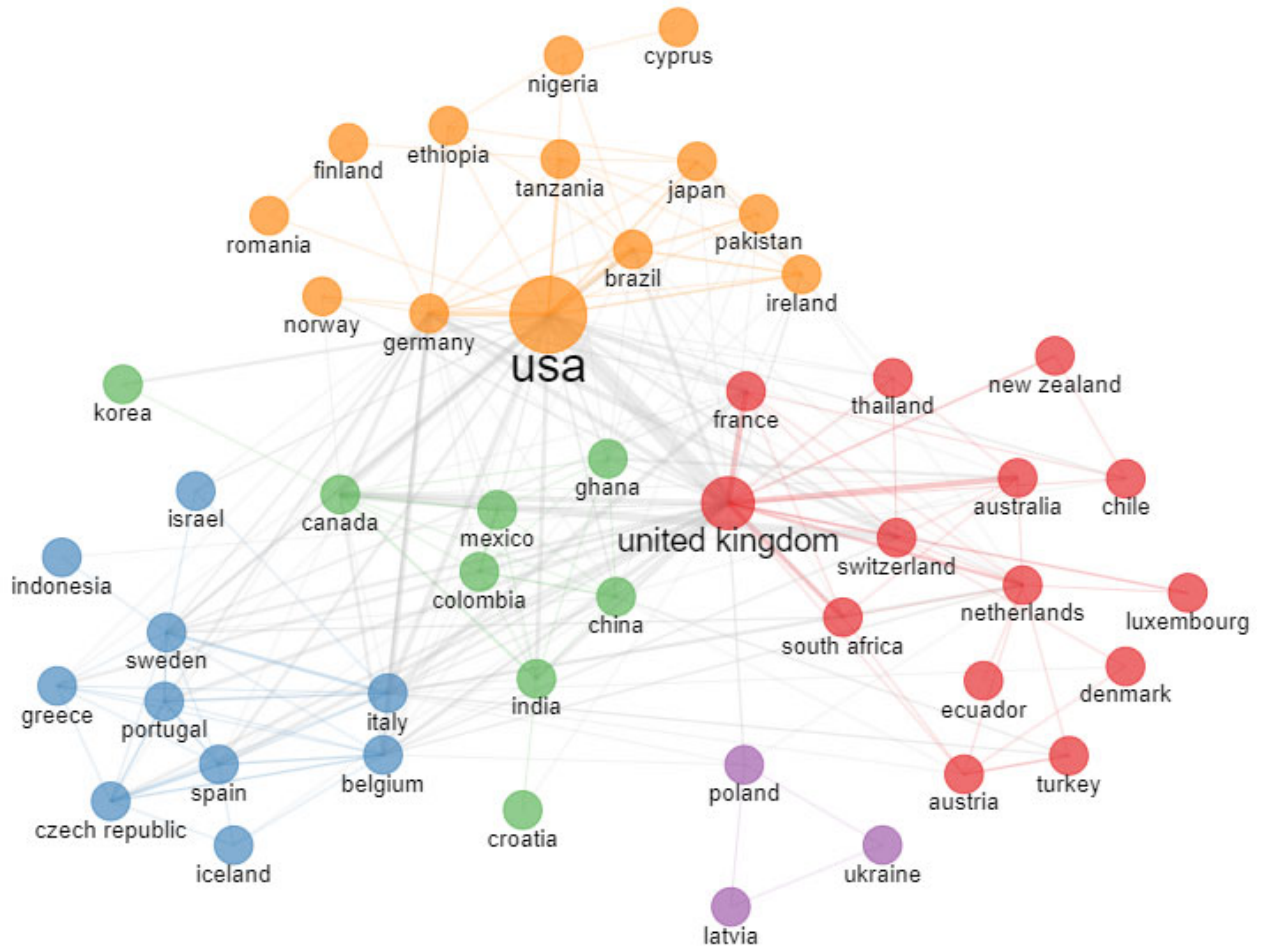 cyprus
nigeria
ethiopia
finland
tanzania
japan
romania
pakistan
brazil
ireland
norway
germany
usa
new zealand
korea
thailand
france
ghana
australia
chile
israel
canada
mexico
united kingdom
switzerland
indonesia
colombia
netherlands
luxembourg
china
south africa
sweden
denmark
india
ecuador
greece
italy
portugal
belgium
turkey
spain
poland
austria
czech republic
croatia
iceland
ukraine
latvia